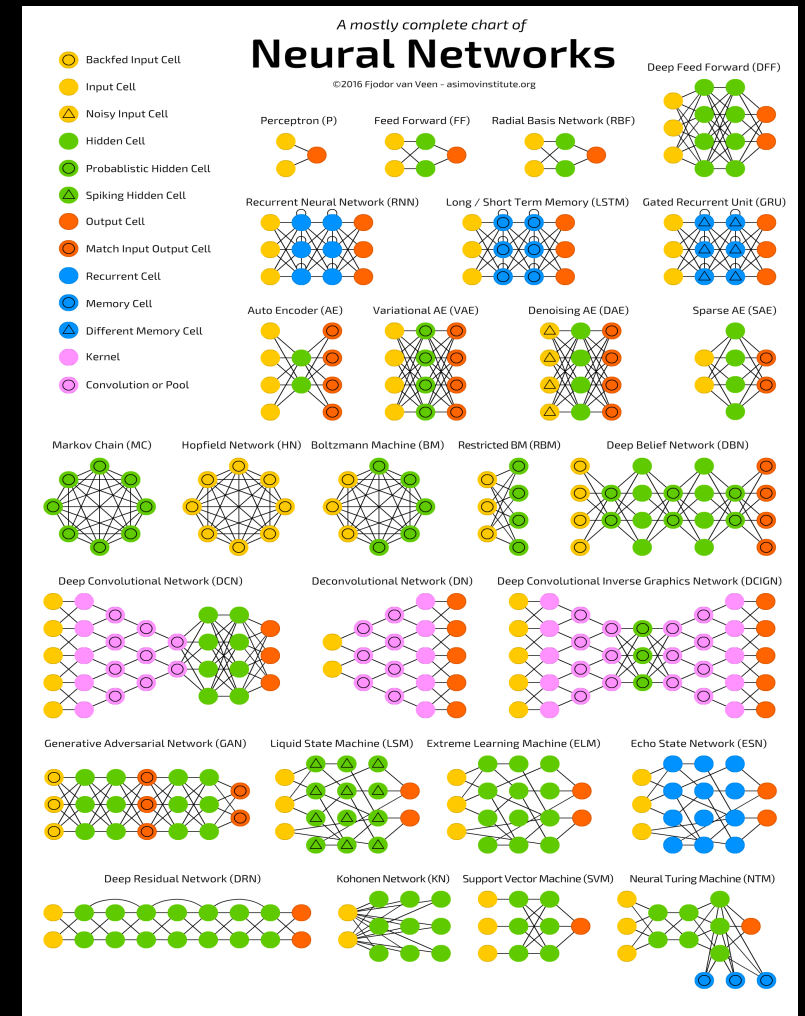 A mostly complete chart of
Neural Networks
©2016 Fjodor van Veen - asimovinstitute.org
Backfed Input Cell
Input Cell
Noisy Input Cell
Hidden Cell
Probablistic Hidden Cell
Spiking Hidden Cell
Output Cell
Match Input Output Cell
Recurrent Cell
Memory Cell
Different Memory Cell
Kernel
Convolution or Pool
Deep Feed Forward (DFF)
Perceptron (P)
Feed Forward (FF)
Radial Basis Network (RBF)
Recurrent Neural Network (RNN)
Long / Short Term Memory (LSTM)
Gated Recurrent Unit (GRU)
Auto Encoder (AE)
Variational AE (VAE)
Denoising AE (DAE)
Sparse AE (SAE)
Markov Chain (MC)
Hopfield Network (HN)
Boltzmann Machine (BM)
Restricted BM (RBM)
Deep Belief Network (DBN)
Deep Convolutional Network (DCN)
Deconvolutional Network (DN)
Deep Convolutional Inverse Graphics Network (DCIGN)
Generative Adversarial Network (GAN)
Liquid State Machine (LSM)
Extreme Learning Machine (ELM)
Echo State Network (ESN)
Deep Residual Network (DRN)
Kohonen Network (KN)
Support Vector Machine (SVM)
Neural Turing Machine (NTM)